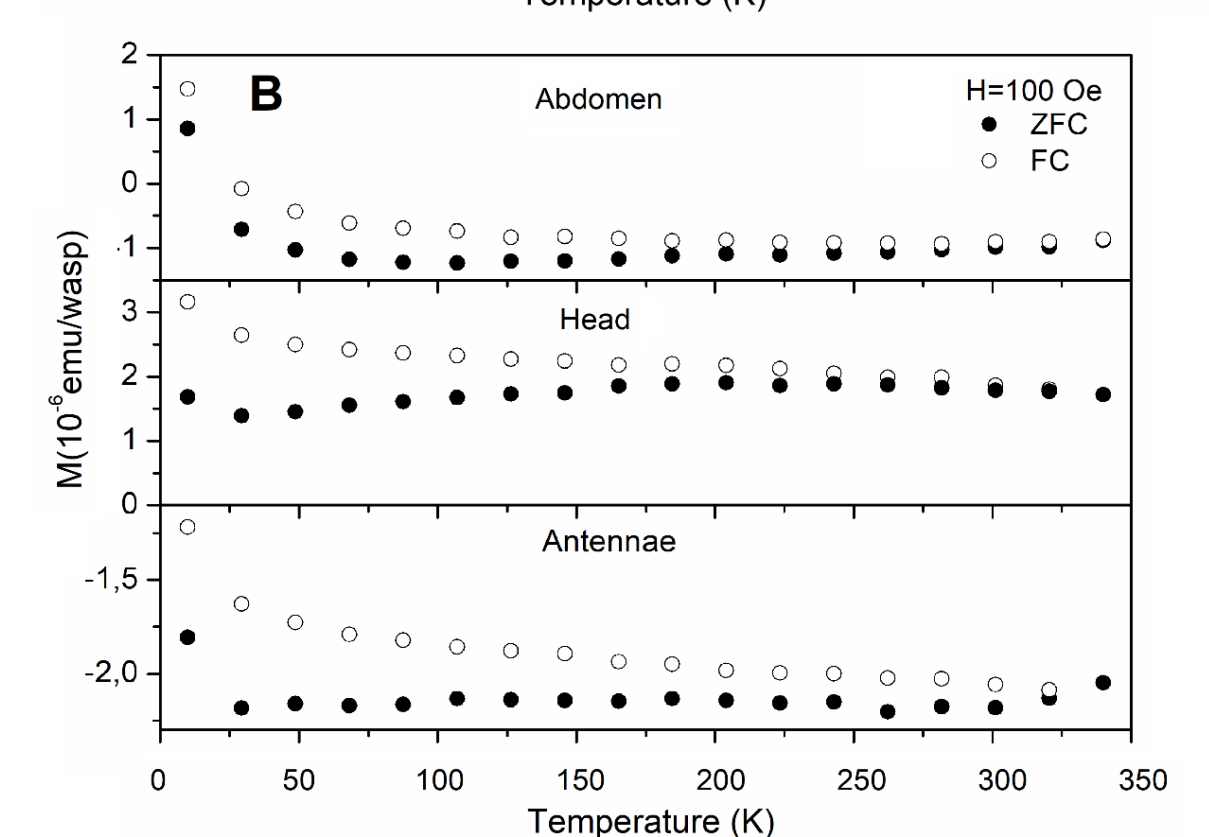 Temperature (K)
2
B
Abdomen
H=100 Oe
1
ZFC
FC
0
-1
3
Head
2
1
0
M(10⁻⁶emu/wasp)
Antennae
-1,5
-2,0
0 50 100 150 200 250 300 350
Temperature (K)